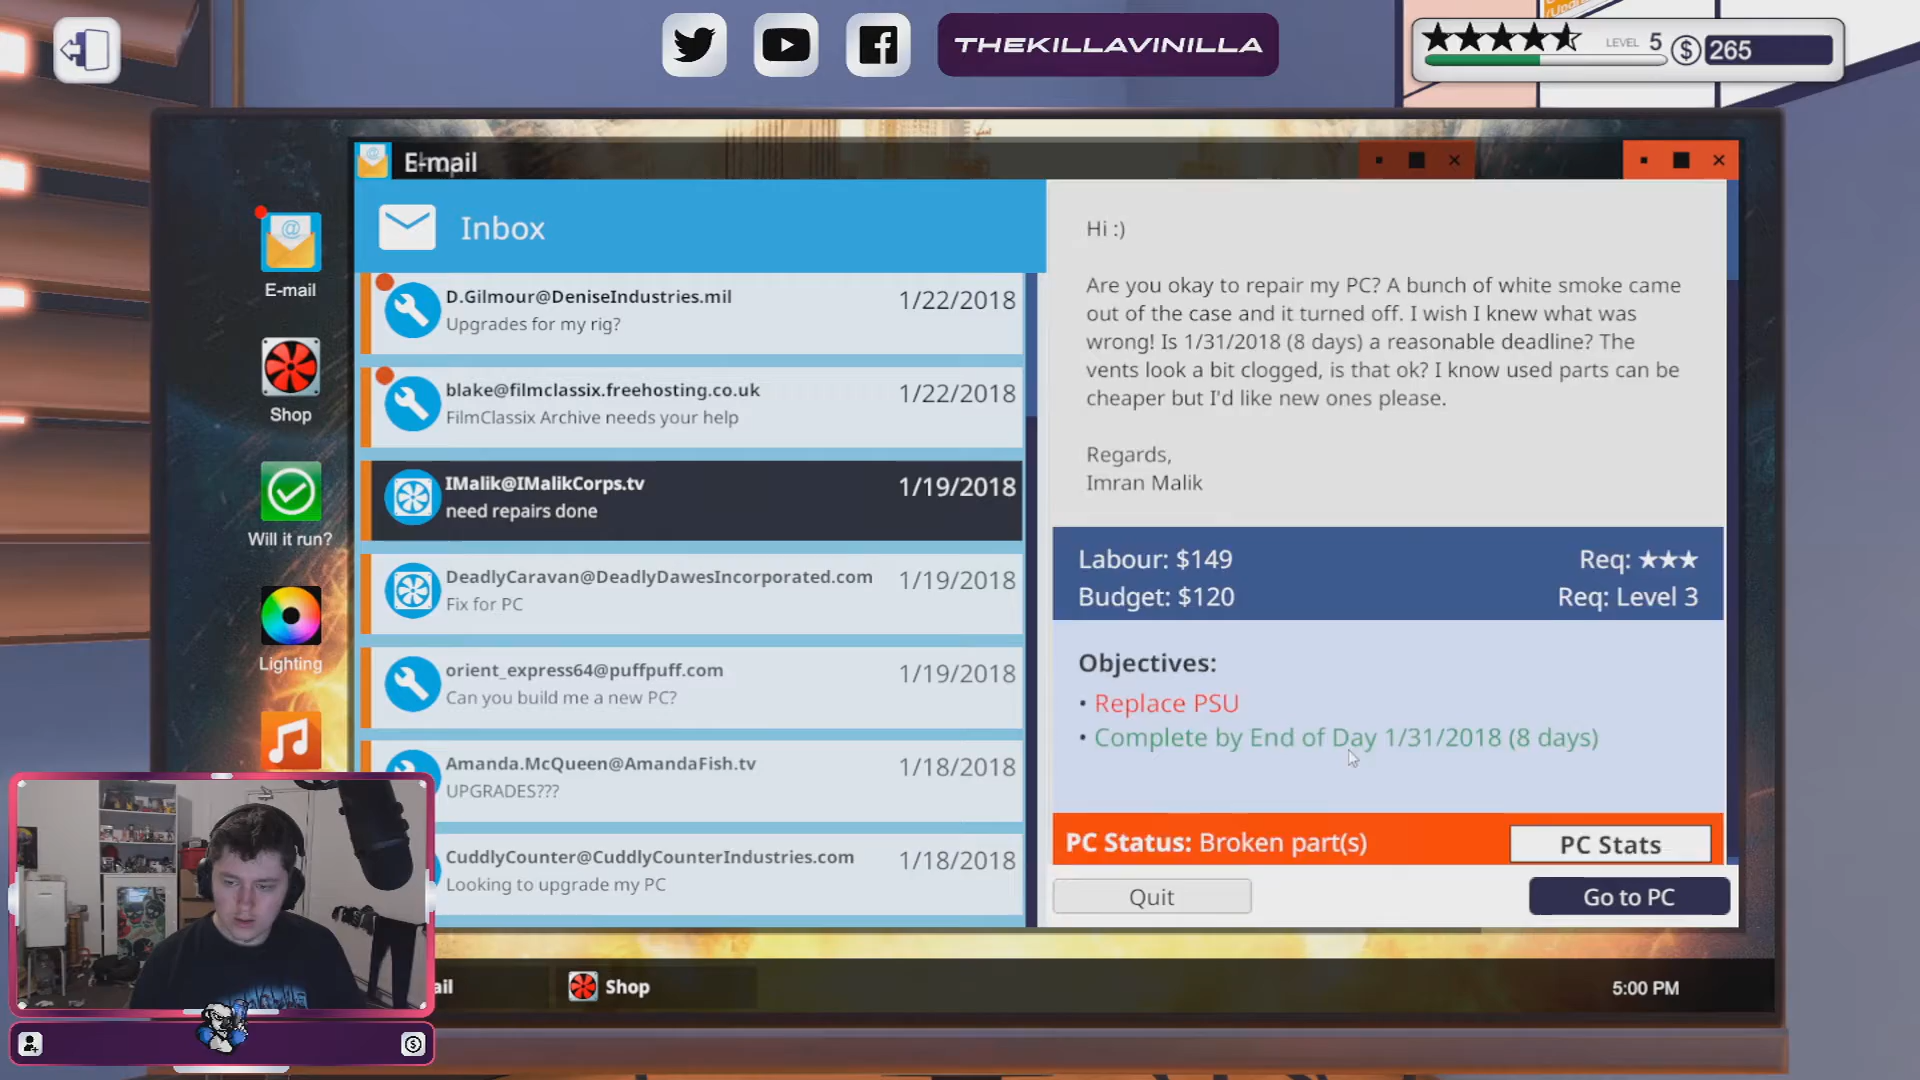 THEKILLAVINILLA
LEVEL 5
$ 265
E-mail
Inbox
E-mail
Shop
Will it run?
Lighting
D.Gilmour@DeniseIndustries.mil
1/22/2018
Upgrades for my rig?
blake@filmclassix.freehosting.co.uk
1/22/2018
FilmClassix Archive needs your help
IMalik@IMalikCorps.tv
1/19/2018
need repairs done
DeadlyCaravan@DeadlyDawesIncorporated.com
1/19/2018
Fix for PC
orient_express64@puffpuff.com
1/19/2018
Can you build me a new PC?
Amanda.McQueen@AmandaFish.tv
1/18/2018
UPGRADES???
CuddlyCounter@CuddlyCounterIndustries.com
1/18/2018
Looking to upgrade my PC
Hi :)
Are you okay to repair my PC? A bunch of white smoke came
out of the case and it turned off. I wish I knew what was
wrong! Is 1/31/2018 (8 days) a reasonable deadline? The
vents look a bit clogged, is that ok? I know used parts can be
cheaper but I'd like new ones please.
Regards,
Imran Malik
Labour: $149
Req: ★★★
Budget: $120
Req: Level 3
Objectives:
• Replace PSU
• Complete by End of Day 1/31/2018 (8 days)
PC Status: Broken part(s)
PC Stats
Quit
Go to PC
ail
Shop
5:00 PM